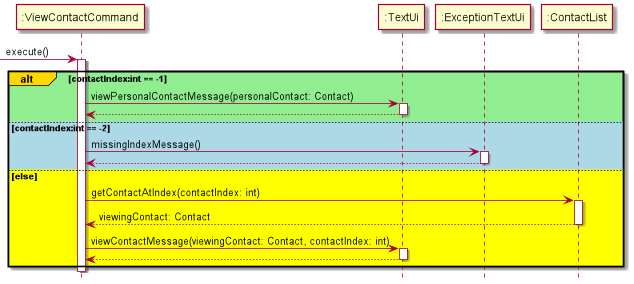 :ViewContactCommand
:TextUi
:ExceptionTextUi
:ContactList
execute()
alt
[contactIndex:int == -1]
viewPersonalContactMessage(personalContact: Contact)
[contactIndex:int == -2]
missingIndexMessage()
[else]
getContactAtIndex(contactIndex: int)
viewingContact: Contact
viewContactMessage(viewingContact: Contact, contactIndex: int)